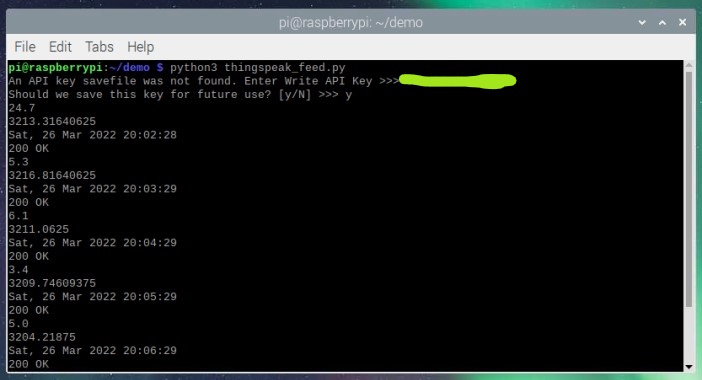 pi@raspberrypi: ~/demo
File Edit Tabs Help
pi@raspberrypi:~/demo $ python3 thingspeak_feed.py
An API key savefile was not found. Enter Write API Key >>>
Should we save this key for future use? [y/N] >>> y
24.7
3213.31640625
Sat, 26 Mar 2022 20:02:28
200 OK
5.3
3216.81640625
Sat, 26 Mar 2022 20:03:29
200 OK
6.1
3211.0625
Sat, 26 Mar 2022 20:04:29
200 OK
3.4
3209.74609375
Sat, 26 Mar 2022 20:05:29
200 OK
5.0
3204.21875
Sat, 26 Mar 2022 20:06:29
200 OK